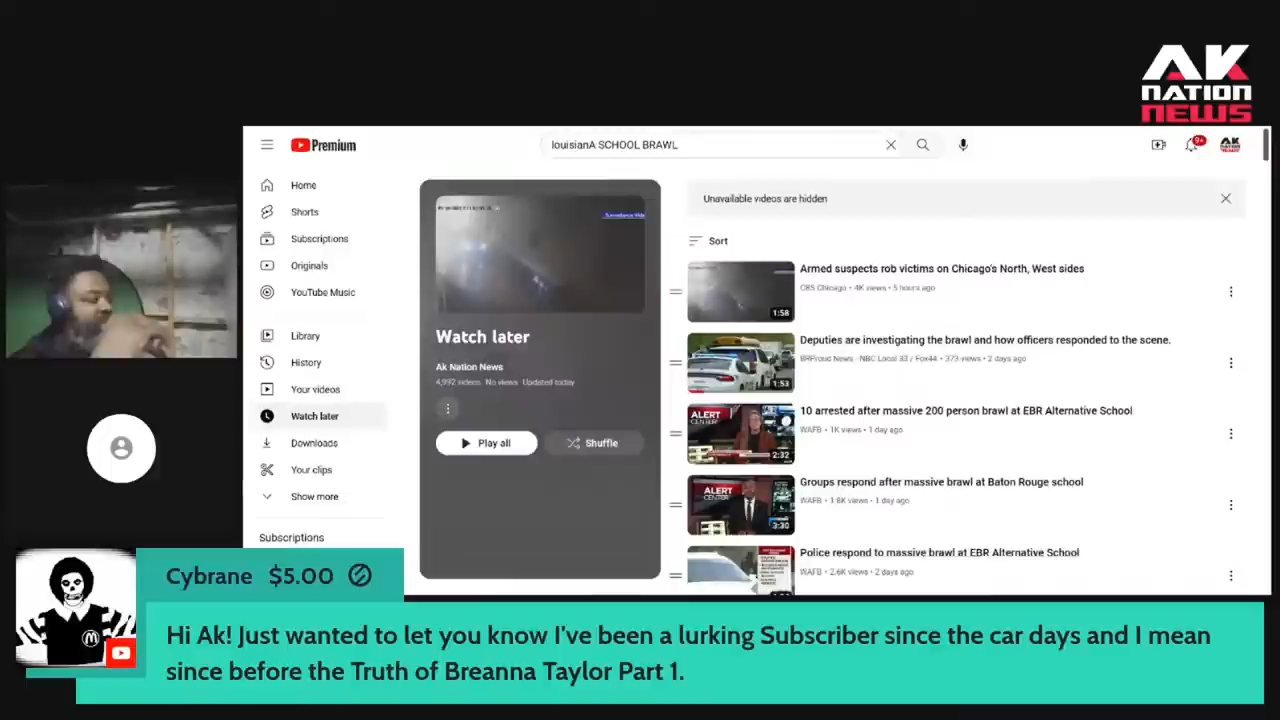 AK
NATION
NEWS
Premium
louisianA SCHOOL BRAWL
9+
Home
Shorts
Subscriptions
Originals
YouTube Music
Library
History
Your videos
Watch later
Downloads
Your clips
Show more
Subscriptions
Watch later
Ak Nation News
4,992 videos No views Updated today
Play all
Shuffle
Unavailable videos are hidden
Sort
1:58
Armed suspects rob victims on Chicago's North, West sides
CBS Chicago • 4K views • 5 hours ago
1:53
Deputies are investigating the brawl and how officers responded to the scene.
BRProud News - NBC Local 33 / Fox44 • 373 views • 2 days ago
ALERT
CENTER
2:32
10 arrested after massive 200 person brawl at EBR Alternative School
WAFB • 1K views • 1 day ago
ALERT
CENTER
3:30
Groups respond after massive brawl at Baton Rouge school
WAFB • 1.8K views • 1 day ago
Police respond to massive brawl at EBR Alternative School
WAFB • 2.6K views • 2 days ago
Cybrane $5.00
Hi Ak! Just wanted to let you know I've been a lurking Subscriber since the car days and I mean
since before the Truth of Breanna Taylor Part 1.